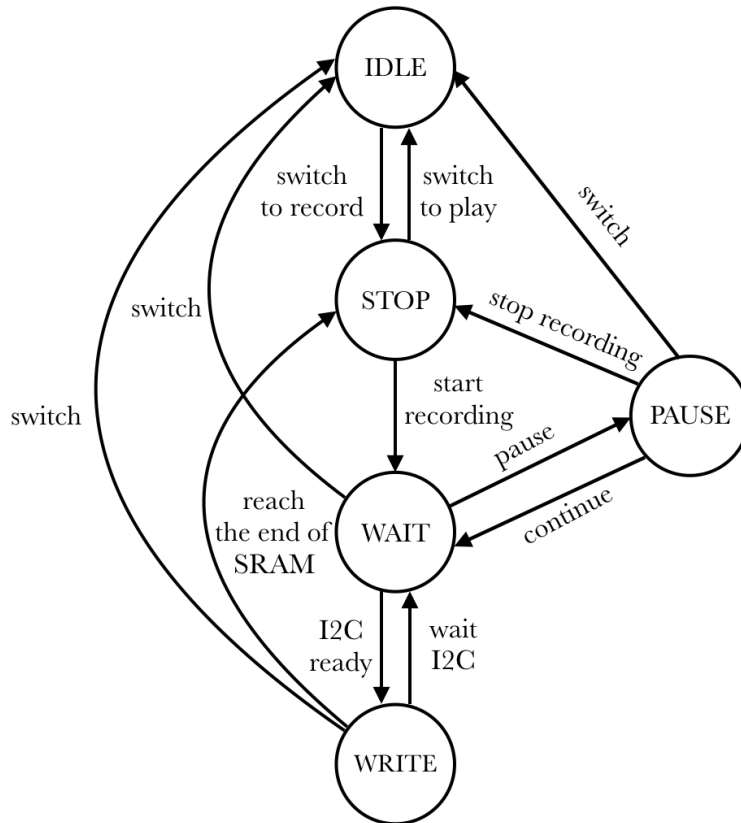 IDLE
switch
to record
switch
to play
switch
STOP
stop recording
switch
start
recording
PAUSE
switch
pause
continue
reach
the end of
SRAM
WAIT
I2C
ready
wait
I2C
WRITE